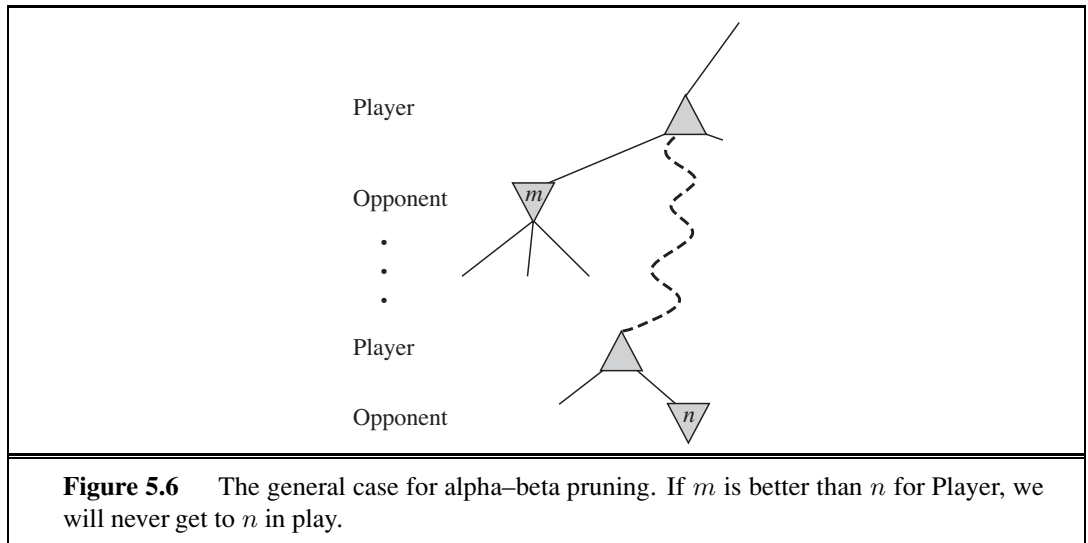 Player
Opponent
m
Player
Opponent
n
Figure 5.6 The general case for alpha–beta pruning. If m is better than n for Player, we
will never get to n in play.